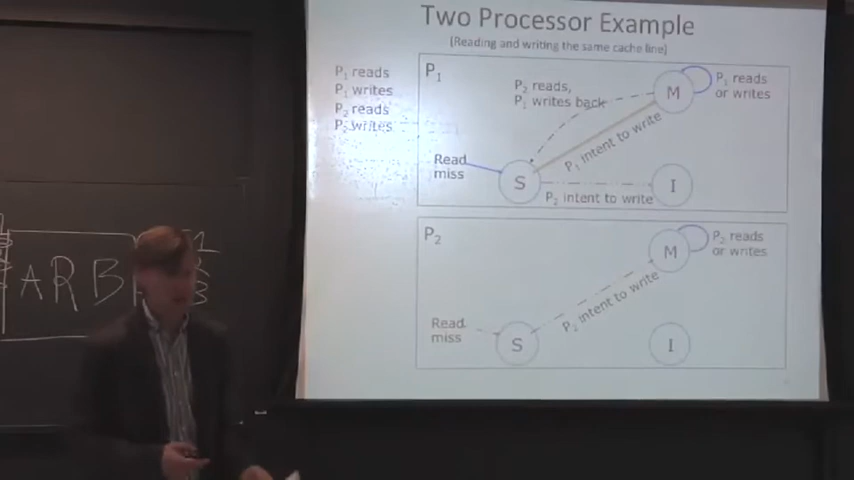 Two Processor Example
[Reading and writing the same cache line]
P1 reads
P1 writes
P2 reads
P2 writes
P1
P2 reads,
P1 writes back
M
P1 reads
or writes
P1 intent to write
Read
miss
S
I
P2 intent to write
P2
M
P2 reads
or writes
P2 intent to write
Read
miss
S
I
ARB